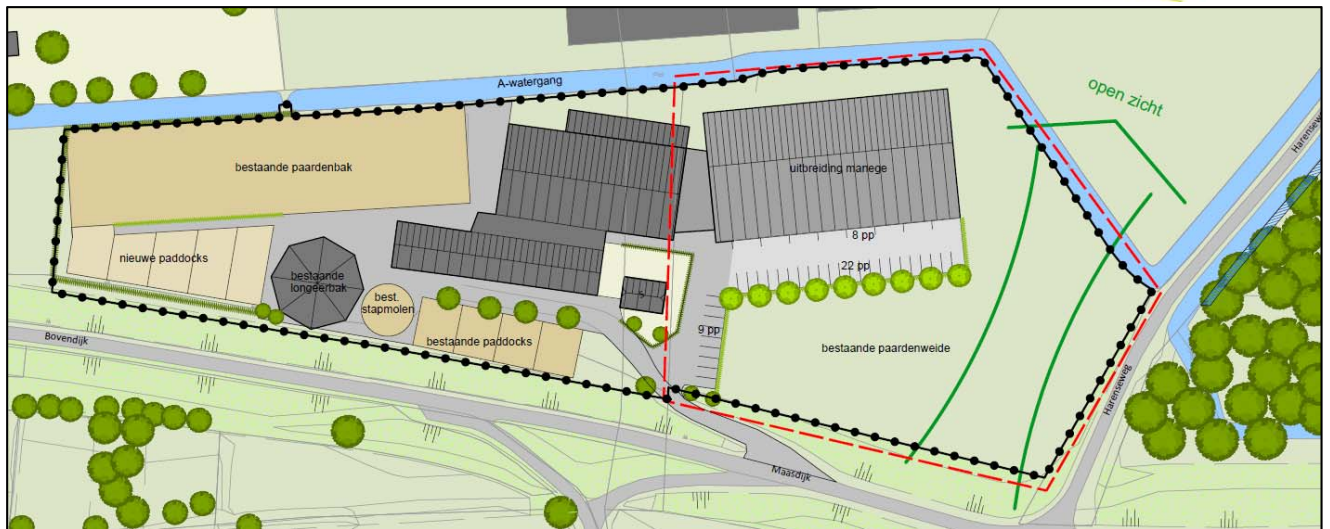 A-watergang
open zicht
Harenseweg
bestaande paardenbak
uitbreiding manege
8 pp
nieuwe paddocks
22 pp
bestaande
longeerbak
best.
stapmolen
9 pp
Bovendijk
bestaande paddocks
bestaande paardenweide
Harenseweg
Maasdijk